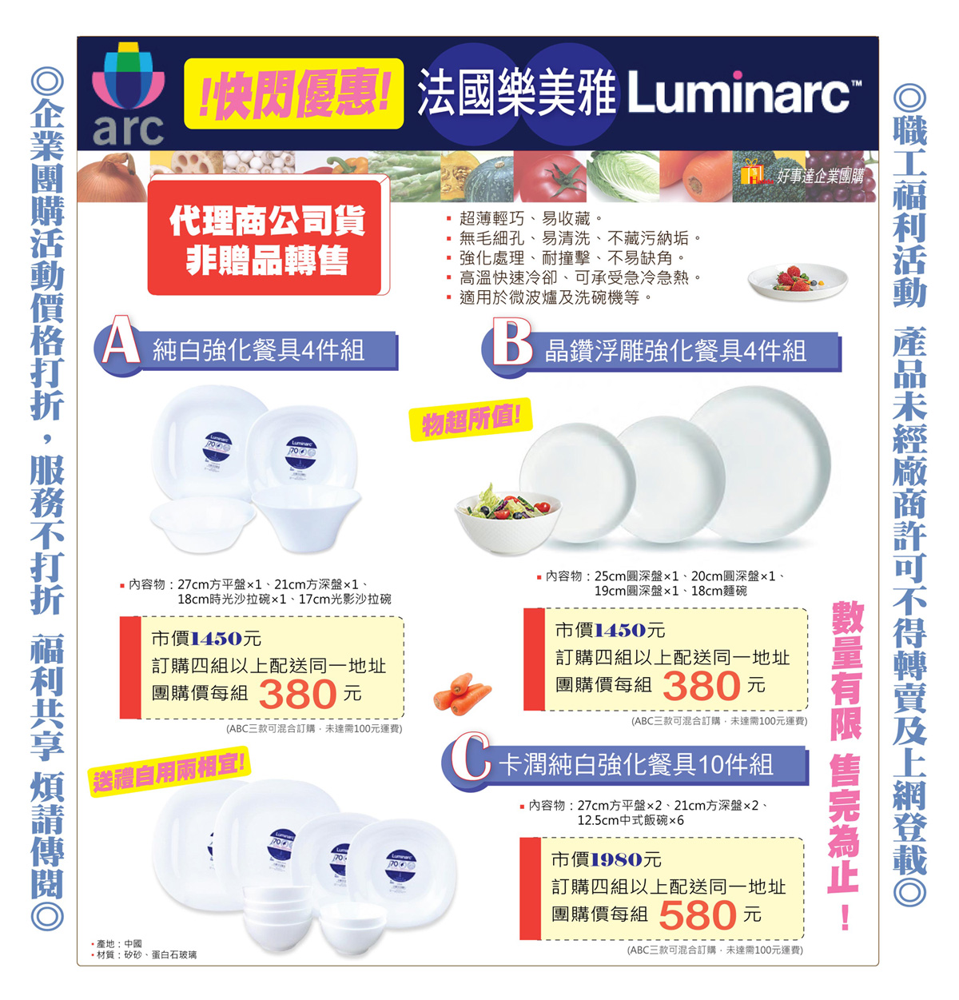 ◎企業團購活動價格打折，服務不打折 福利共享 煩請傳閱◎
arc
!快閃優惠!
法國樂美雅 Luminarc™
好事達企業團購
代理商公司貨
非贈品轉售
▪ 超薄輕巧、易收藏。
▪ 無毛細孔、易清洗、不藏污納垢。
▪ 強化處理、耐撞擊、不易缺角。
▪ 高溫快速冷卻、可承受急冷急熱。
▪ 適用於微波爐及洗碗機等。
A 純白強化餐具4件組
Luminarc
Luminarc
▪ 內容物：27cm方平盤×1、21cm方深盤×1、
18cm時光沙拉碗×1、17cm光影沙拉碗
市價1450元
訂購四組以上配送同一地址
團購價每組 380 元
(ABC三款可混合訂購，未達需100元運費)
B 晶鑽浮雕強化餐具4件組
物超所值!
▪ 內容物：25cm圓深盤×1、20cm圓深盤×1、
19cm圓深盤×1、18cm麵碗
市價1450元
訂購四組以上配送同一地址
團購價每組 380 元
(ABC三款可混合訂購，未達需100元運費)
送禮自用兩相宜!
Luminarc
Luminarc
C 卡潤純白強化餐具10件組
▪ 內容物：27cm方平盤×2、21cm方深盤×2、
12.5cm中式飯碗×6
市價1980元
訂購四組以上配送同一地址
團購價每組 580 元
(ABC三款可混合訂購，未達需100元運費)
▪ 產地：中國
▪ 材質：矽砂、蛋白石玻璃
數量有限 售完為止！
◎職工福利活動 產品未經廠商許可不得轉賣及上網登載◎